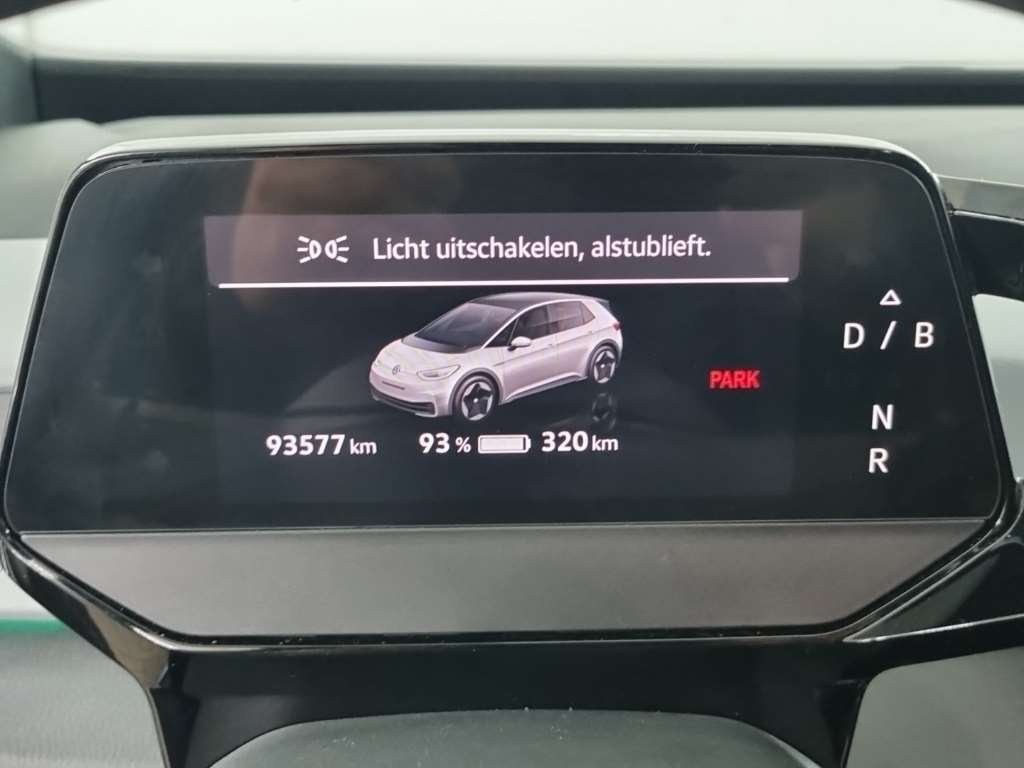 Licht uitschakelen, alstublieft.
PARK
93577 km 93 % 320 km
D / B
N
R